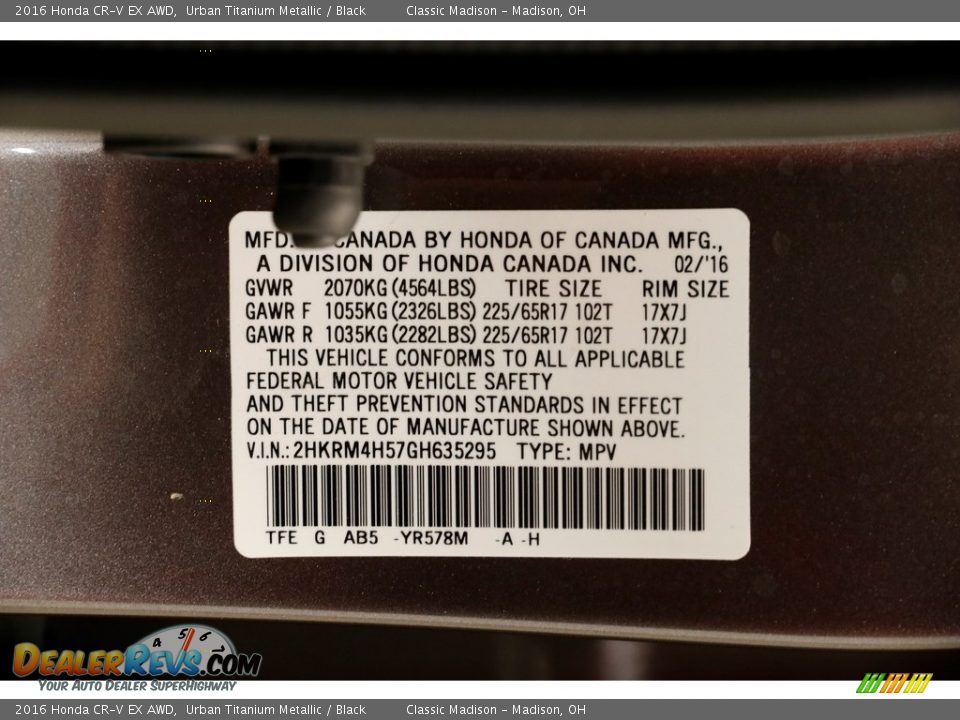 2016 Honda CR-V EX AWD, Urban Titanium Metallic / Black Classic Madison - Madison, OH
MFD. CANADA BY HONDA OF CANADA MFG.,
A DIVISION OF HONDA CANADA INC. 02/'16
GVWR 2070KG (4564LBS) TIRE SIZE RIM SIZE
GAWR F 1055KG (2326LBS) 225/65R17 102T 17X7J
GAWR R 1035KG (2282LBS) 225/65R17 102T 17X7J
THIS VEHICLE CONFORMS TO ALL APPLICABLE
FEDERAL MOTOR VEHICLE SAFETY
AND THEFT PREVENTION STANDARDS IN EFFECT
ON THE DATE OF MANUFACTURE SHOWN ABOVE.
V.I.N.: 2HKRM4H57GH635295 TYPE: MPV
TFE G AB5 -YR578M -A -H
4 5 6
DEALERREVS.COM
YOUR AUTO DEALER SUPERHIGHWAY
2016 Honda CR-V EX AWD, Urban Titanium Metallic / Black Classic Madison - Madison, OH